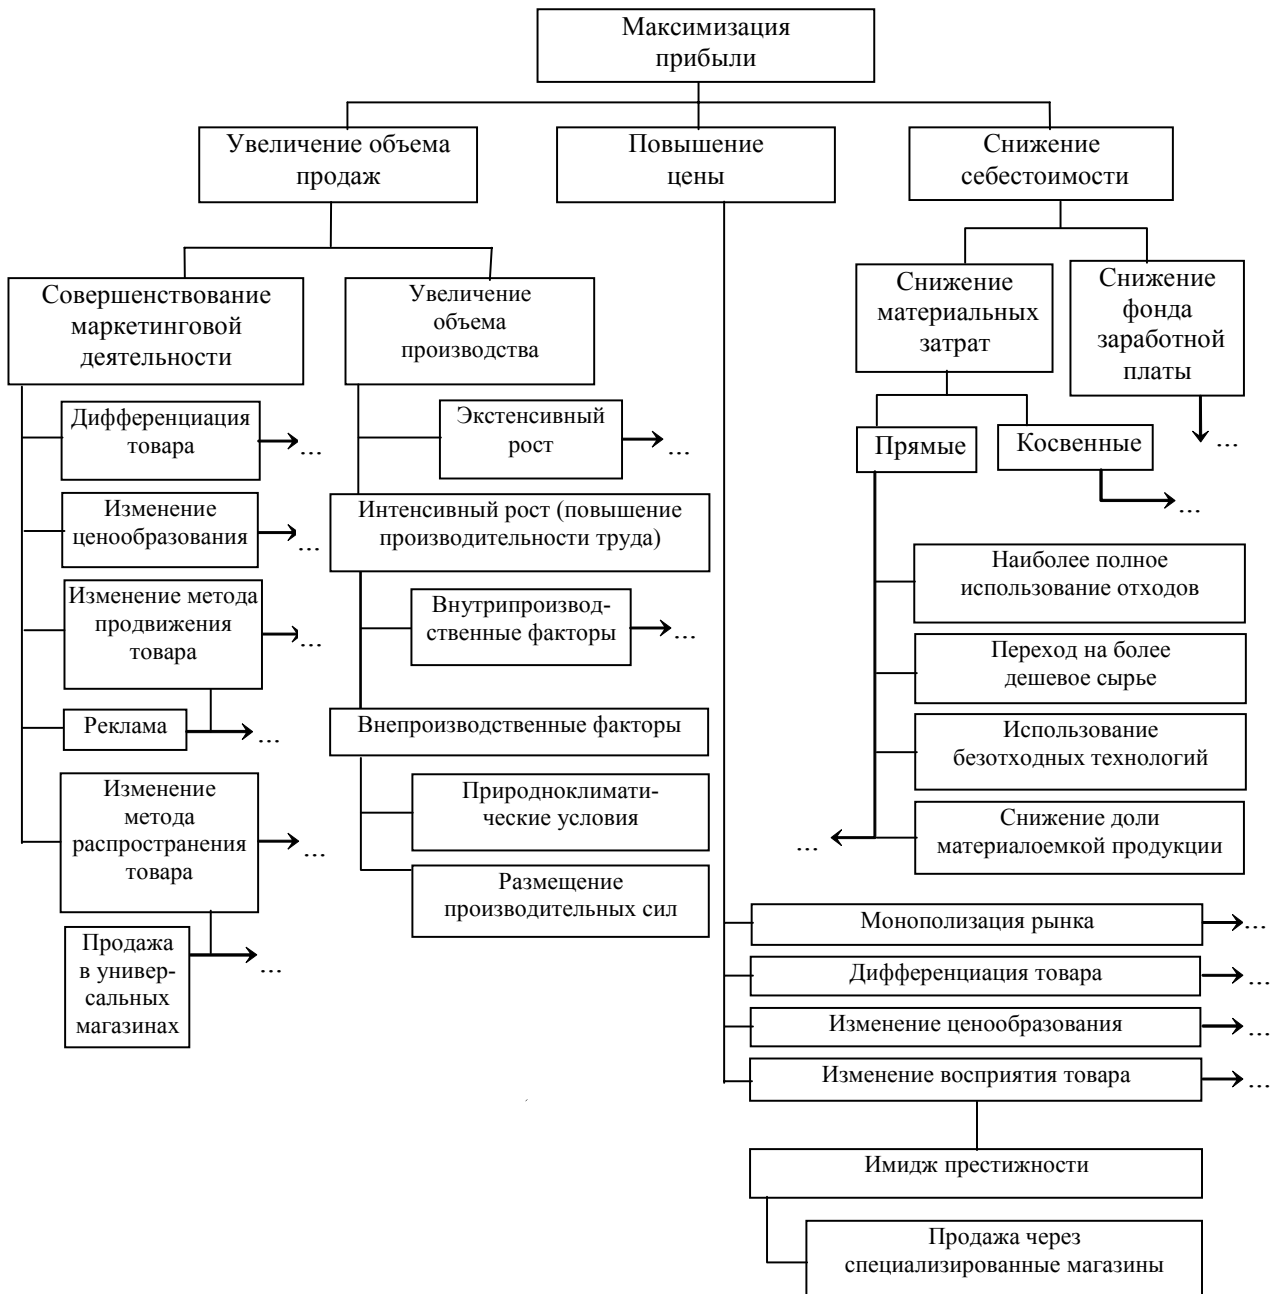 Максимизация
прибыли
Увеличение объема
продаж
Повышение
цены
Снижение
себестоимости
Совершенствование
маркетинговой
деятельности
Увеличение
объема
производства
Снижение
материальных
затрат
Снижение
фонда
заработной
платы
Дифференциация
товара
...
Изменение
ценообразования
...
Изменение метода
продвижения
товара
...
Реклама
...
Изменение
метода
распространения
товара
...
Продажа
в универ-
сальных
магазинах
...
Экстенсивный
рост
...
Интенсивный рост (повышение
производительности труда)
Внутрипроизвод-
ственные факторы
...
Внепроизводственные факторы
Природноклимати-
ческие условия
Размещение
производительных сил
Прямые
Косвенные
...
...
Наиболее полное
использование отходов
Переход на более
дешевое сырье
Использование
безотходных технологий
Снижение доли
материалоемкой продукции
...
Монополизация рынка
...
Дифференциация товара
...
Изменение ценообразования
...
Изменение восприятия товара
...
Имидж престижности
Продажа через
специализированные магазины